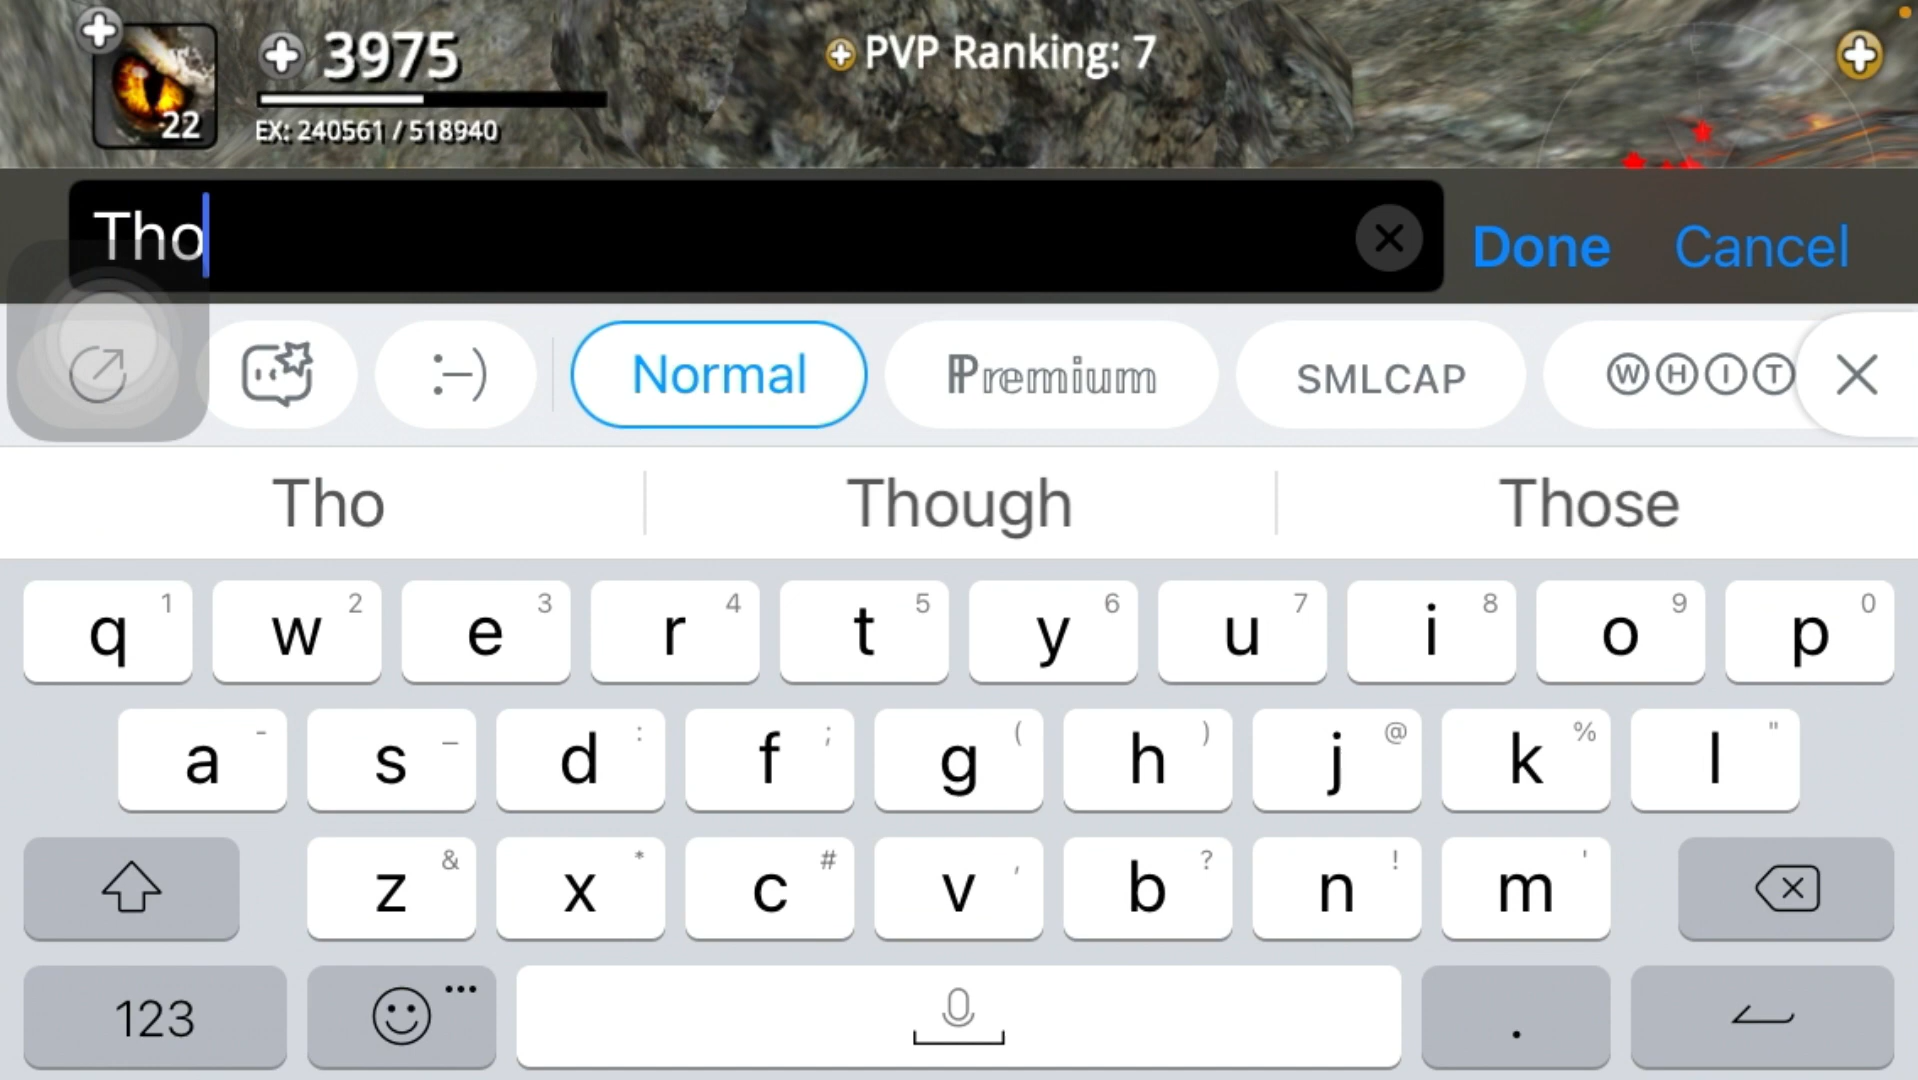 3975
PVP Ranking: 7
22
EX: 240561 / 518940
Tho
Done
Cancel
:-)
Normal
ℙremium
SMLCAP
ⓌⒽⒾⓉ
Tho
Though
Those
q 1 w 2 e 3 r 4 t 5 y 6 u 7 i 8 o 9 p 0
a - s _ d : f ; g ( h ) j @ k % l "
z & x * c # v , b ? n ! m '
123 .